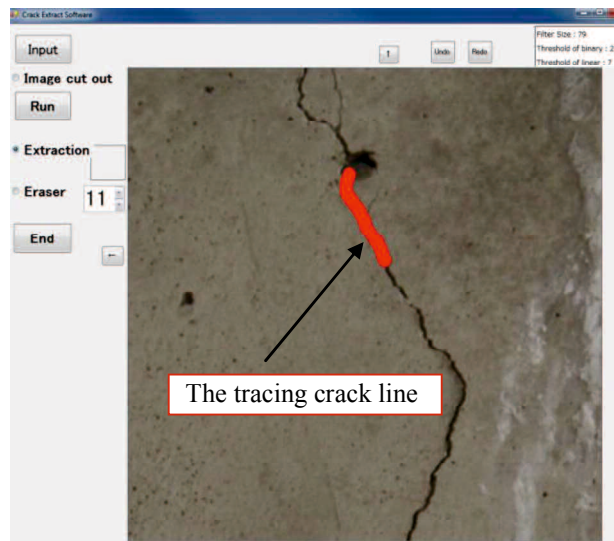 Crack Extract Software
Input
1
Undo
Redo
Filter Size : 79
Threshold of binary : 2
Threshold of linear : 7
Image cut out
Run
Extraction
Eraser
11
End
←
The tracing crack line